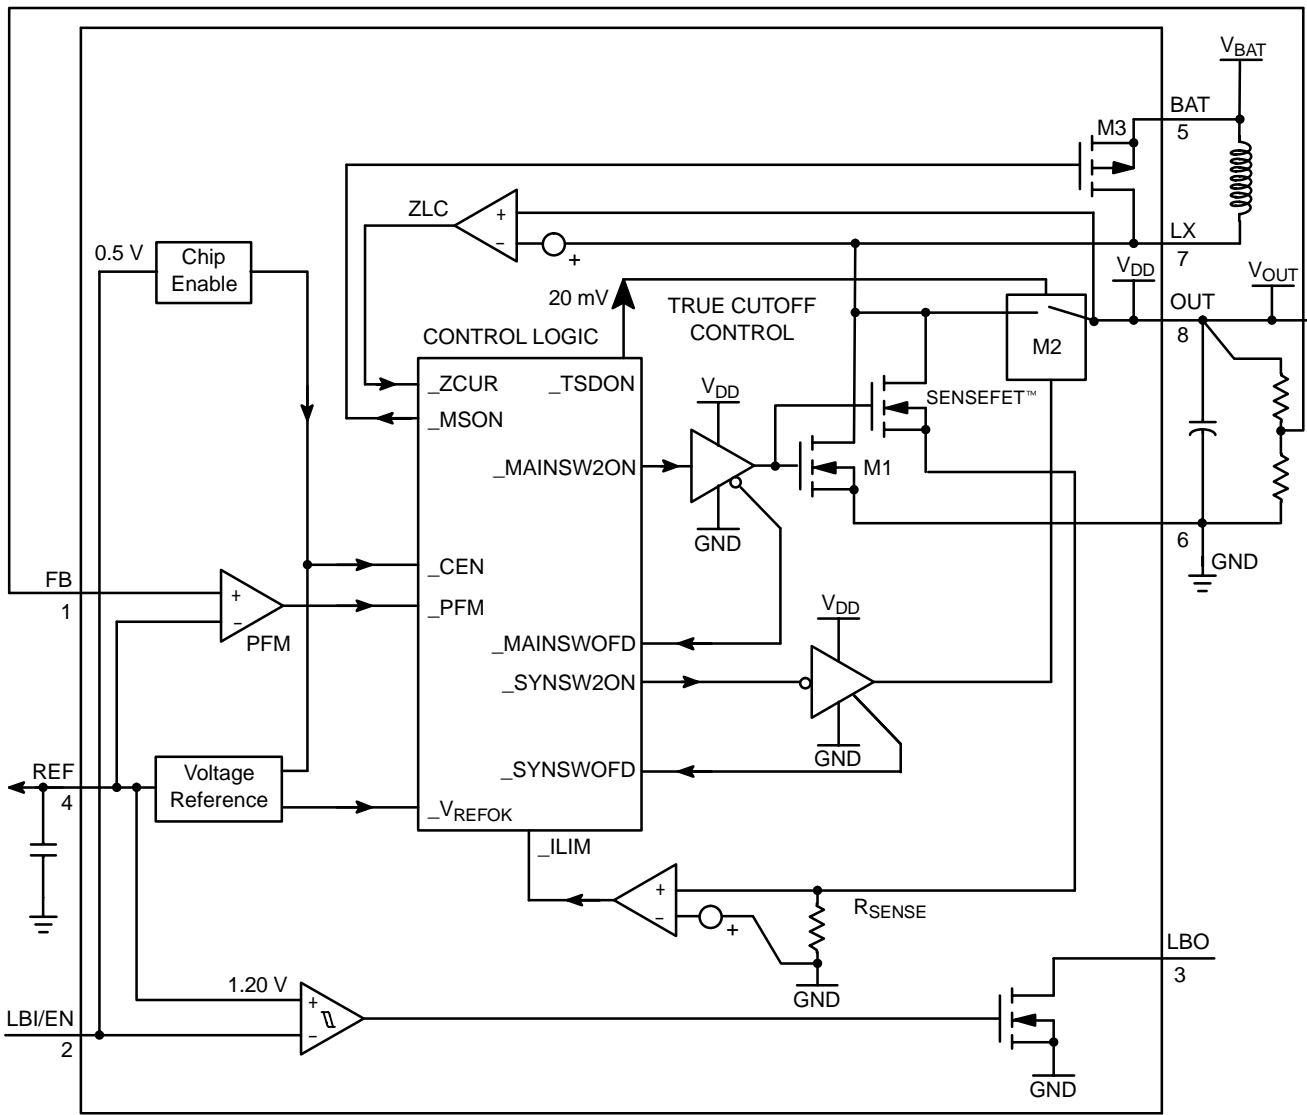 VBAT
BAT
5
M3
ZLC
+
−
+
LX
7
0.5 V
Chip
Enable
VDD
VOUT
20 mV
TRUE CUTOFF
CONTROL
OUT
8
M2
CONTROL LOGIC
_ZCUR
_TSDON
VDD
SENSEFET™
_MSON
_MAINSW2ON
M1
GND
6
GND
_CEN
FB
1
+
−
PFM
_PFM
VDD
_MAINSWOFD
_SYNSW2ON
GND
REF
4
Voltage
Reference
_SYNSWOFD
_VREFOK
_ILIM
+
−
+
RSENSE
GND
LBO
3
1.20 V
+
−
LBI/EN
2
GND